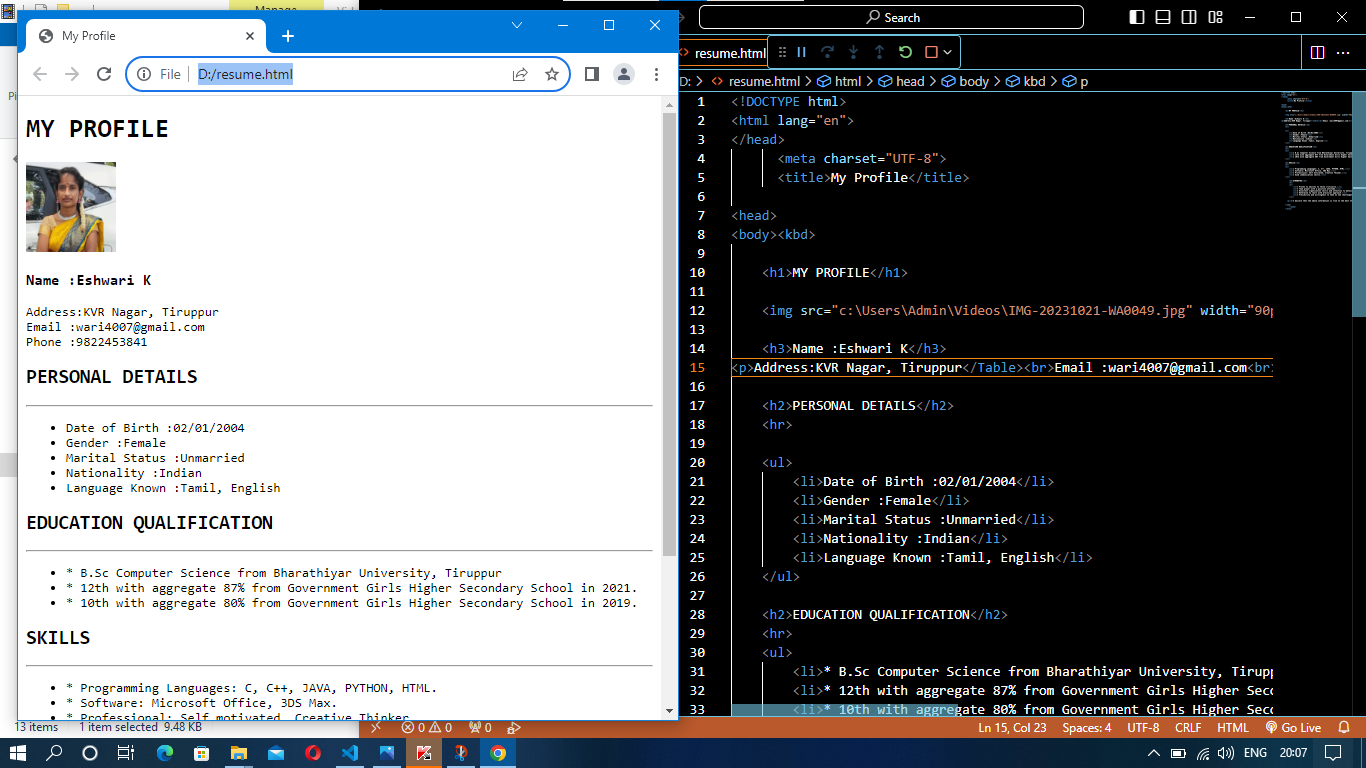 Manage
My Profile
File
D:/resume.html
MY PROFILE
Name :Eshwari K
Address:KVR Nagar, Tiruppur
Email :wari4007@gmail.com
Phone :9822453841
PERSONAL DETAILS
Date of Birth :02/01/2004
Gender :Female
Marital Status :Unmarried
Nationality :Indian
Language Known :Tamil, English
EDUCATION QUALIFICATION
* B.Sc Computer Science from Bharathiyar University, Tiruppur
* 12th with aggregate 87% from Government Girls Higher Secondary School in 2021.
* 10th with aggregate 80% from Government Girls Higher Secondary School in 2019.
SKILLS
* Programming Languages: C, C++, JAVA, PYTHON, HTML.
* Software: Microsoft Office, 3DS Max.
* Professional: Self motivated, Creative Thinker
13 items 1 item selected 9.48 KB
Search
resume.html
D: > resume.html > html > head > body > kbd > p
1 <!DOCTYPE html>
2 <html lang="en">
3 </head>
4 <meta charset="UTF-8">
5 <title>My Profile</title>
6
7 <head>
8 <body><kbd>
9
10 <h1>MY PROFILE</h1>
11
12 <img src="c:\Users\Admin\Videos\IMG-20231021-WA0049.jpg" width="90p
13
14 <h3>Name :Eshwari K</h3>
15 <p>Address:KVR Nagar, Tiruppur</Table><br>Email :wari4007@gmail.com<br>
16
17 <h2>PERSONAL DETAILS</h2>
18 <hr>
19
20 <ul>
21 <li>Date of Birth :02/01/2004</li>
22 <li>Gender :Female</li>
23 <li>Marital Status :Unmarried</li>
24 <li>Nationality :Indian</li>
25 <li>Language Known :Tamil, English</li>
26 </ul>
27
28 <h2>EDUCATION QUALIFICATION</h2>
29 <hr>
30 <ul>
31 <li>* B.Sc Computer Science from Bharathiyar University, Tirupp
32 <li>* 12th with aggregate 87% from Government Girls Higher Sec
33 <li>* 10th with aggregate 80% from Government Girls Higher Sec
0 0 0 Ln 15, Col 23 Spaces: 4 UTF-8 CRLF HTML Go Live
ENG 20:07